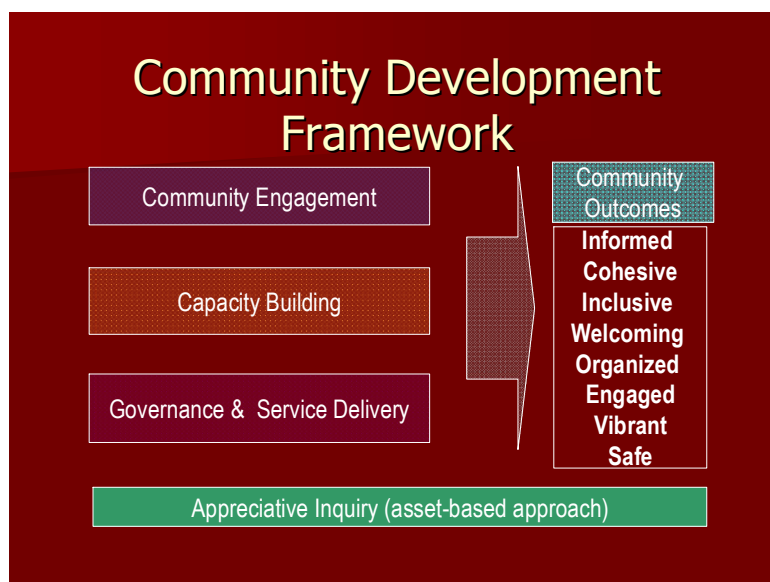 Community Development
Framework
Community Engagement
Capacity Building
Governance & Service Delivery
Community
Outcomes
Informed
Cohesive
Inclusive
Welcoming
Organized
Engaged
Vibrant
Safe
Appreciative Inquiry (asset-based approach)